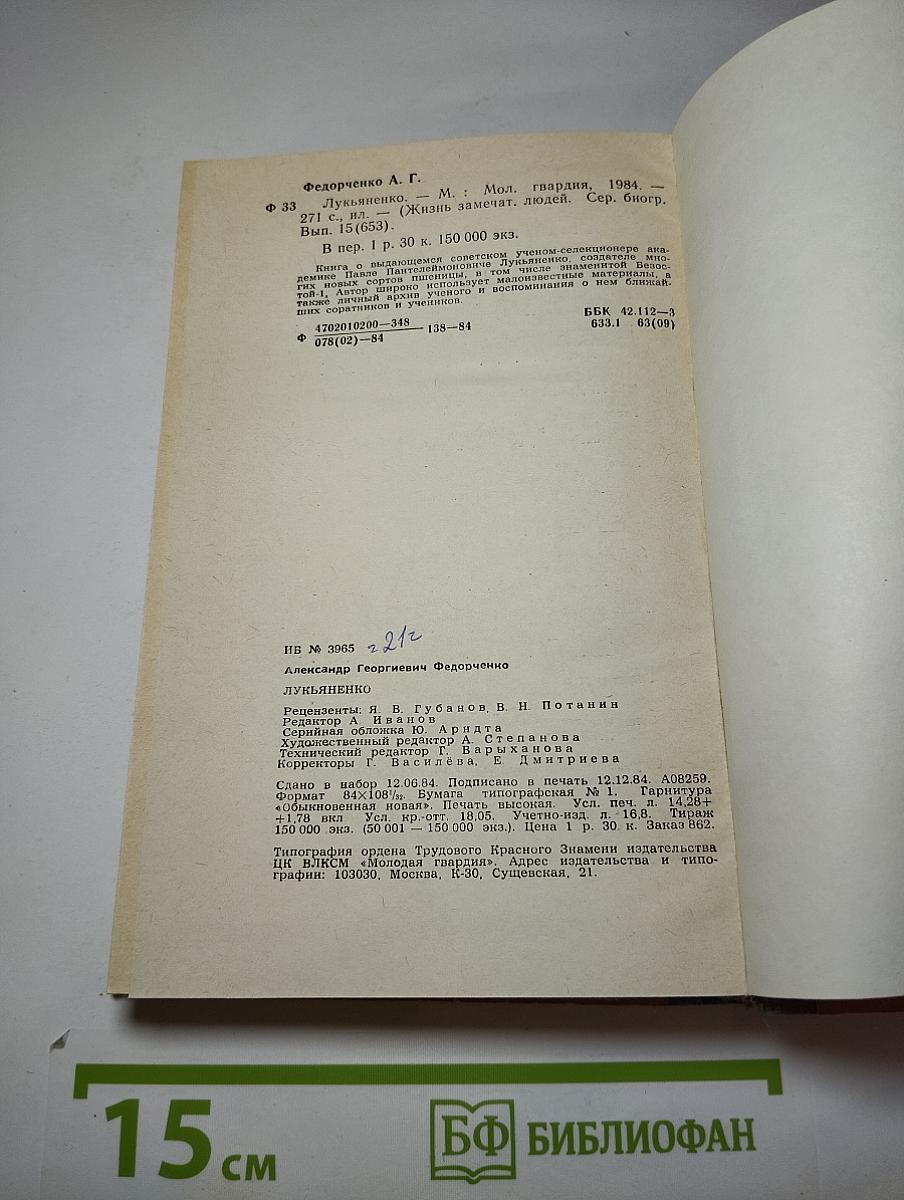 Федорченко А. Г.
Ф 33 Лукьяненко. — М. : Мол. гвардия, 1984. —
271 с., ил. — (Жизнь замечат. людей. Сер. биогр.
Вып. 15(653).
В пер. 1 р. 30 к. 150 000 экз.
Книга о выдающемся советском ученом-селекционере ака-
демике Павле Пантелеймоновиче Лукьяненко, создателе мно-
гих новых сортов пшеницы, в том числе знаменитой Безос-
той-1, Автор широко использует малоизвестные материалы, а
также личный архив ученого и воспоминания о нем ближай-
ших соратников и учеников.
Ф 4702010200—348 138—84
078(02)—84
ББК 42.112—3
633.1 63(09)
ИБ № 3965 г 21г
Александр Георгиевич Федорченко
ЛУКЬЯНЕНКО
Рецензенты: Я. В. Губанов, В. Н. Потанин
Редактор А. Иванов
Серийная обложка Ю. Арндта
Художественный редактор А. Степанова
Технический редактор Г. Варыханова
Корректоры Г. Василёва, Е. Дмитриева
Сдано в набор 12.06.84. Подписано в печать 12.12.84. А08259.
Формат 84×108¹/₃₂. Бумага типографская № 1. Гарнитура
«Обыкновенная новая». Печать высокая. Усл. печ. л. 14,28+
+1,78 вкл Усл. кр.-отт. 18,05. Учетно-изд. л. 16,8. Тираж
150 000 экз. (50 001 — 150 000 экз.). Цена 1 р. 30 к. Заказ 862.
Типография ордена Трудового Красного Знамени издательства
ЦК ВЛКСМ «Молодая гвардия». Адрес издательства и типо-
графии: 103030, Москва, К-30, Сущевская, 21.
15 см БФ БИБЛИОФАН